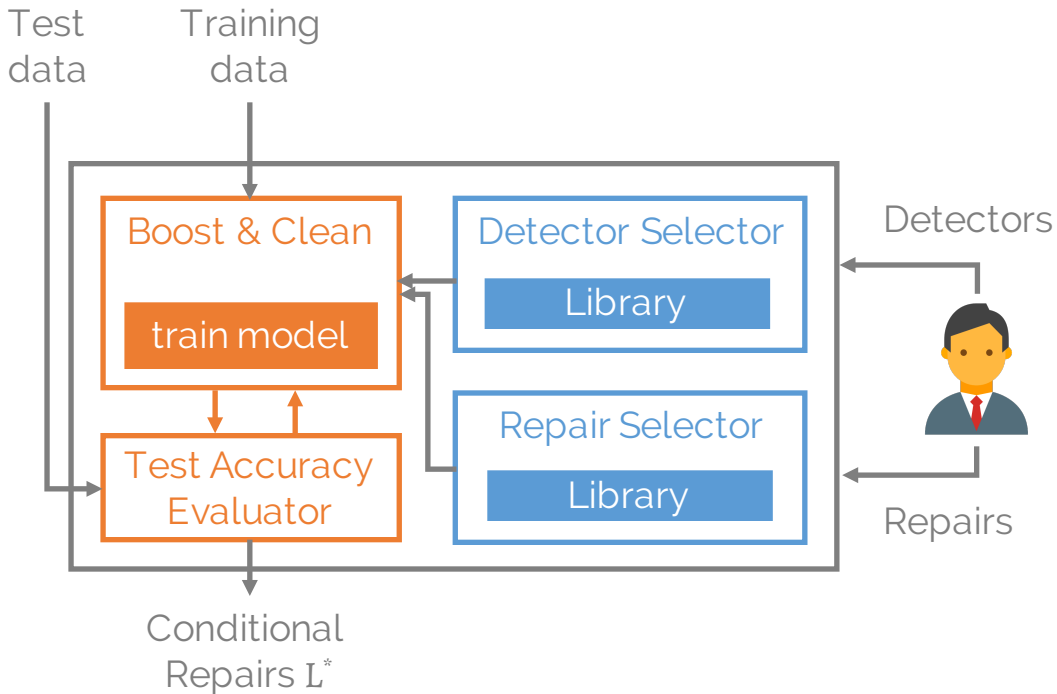 Test
data
Training
data
Boost & Clean
train model
Test Accuracy
Evaluator
Detector Selector
Library
Repair Selector
Library
Detectors
Repairs
Conditional
Repairs L*